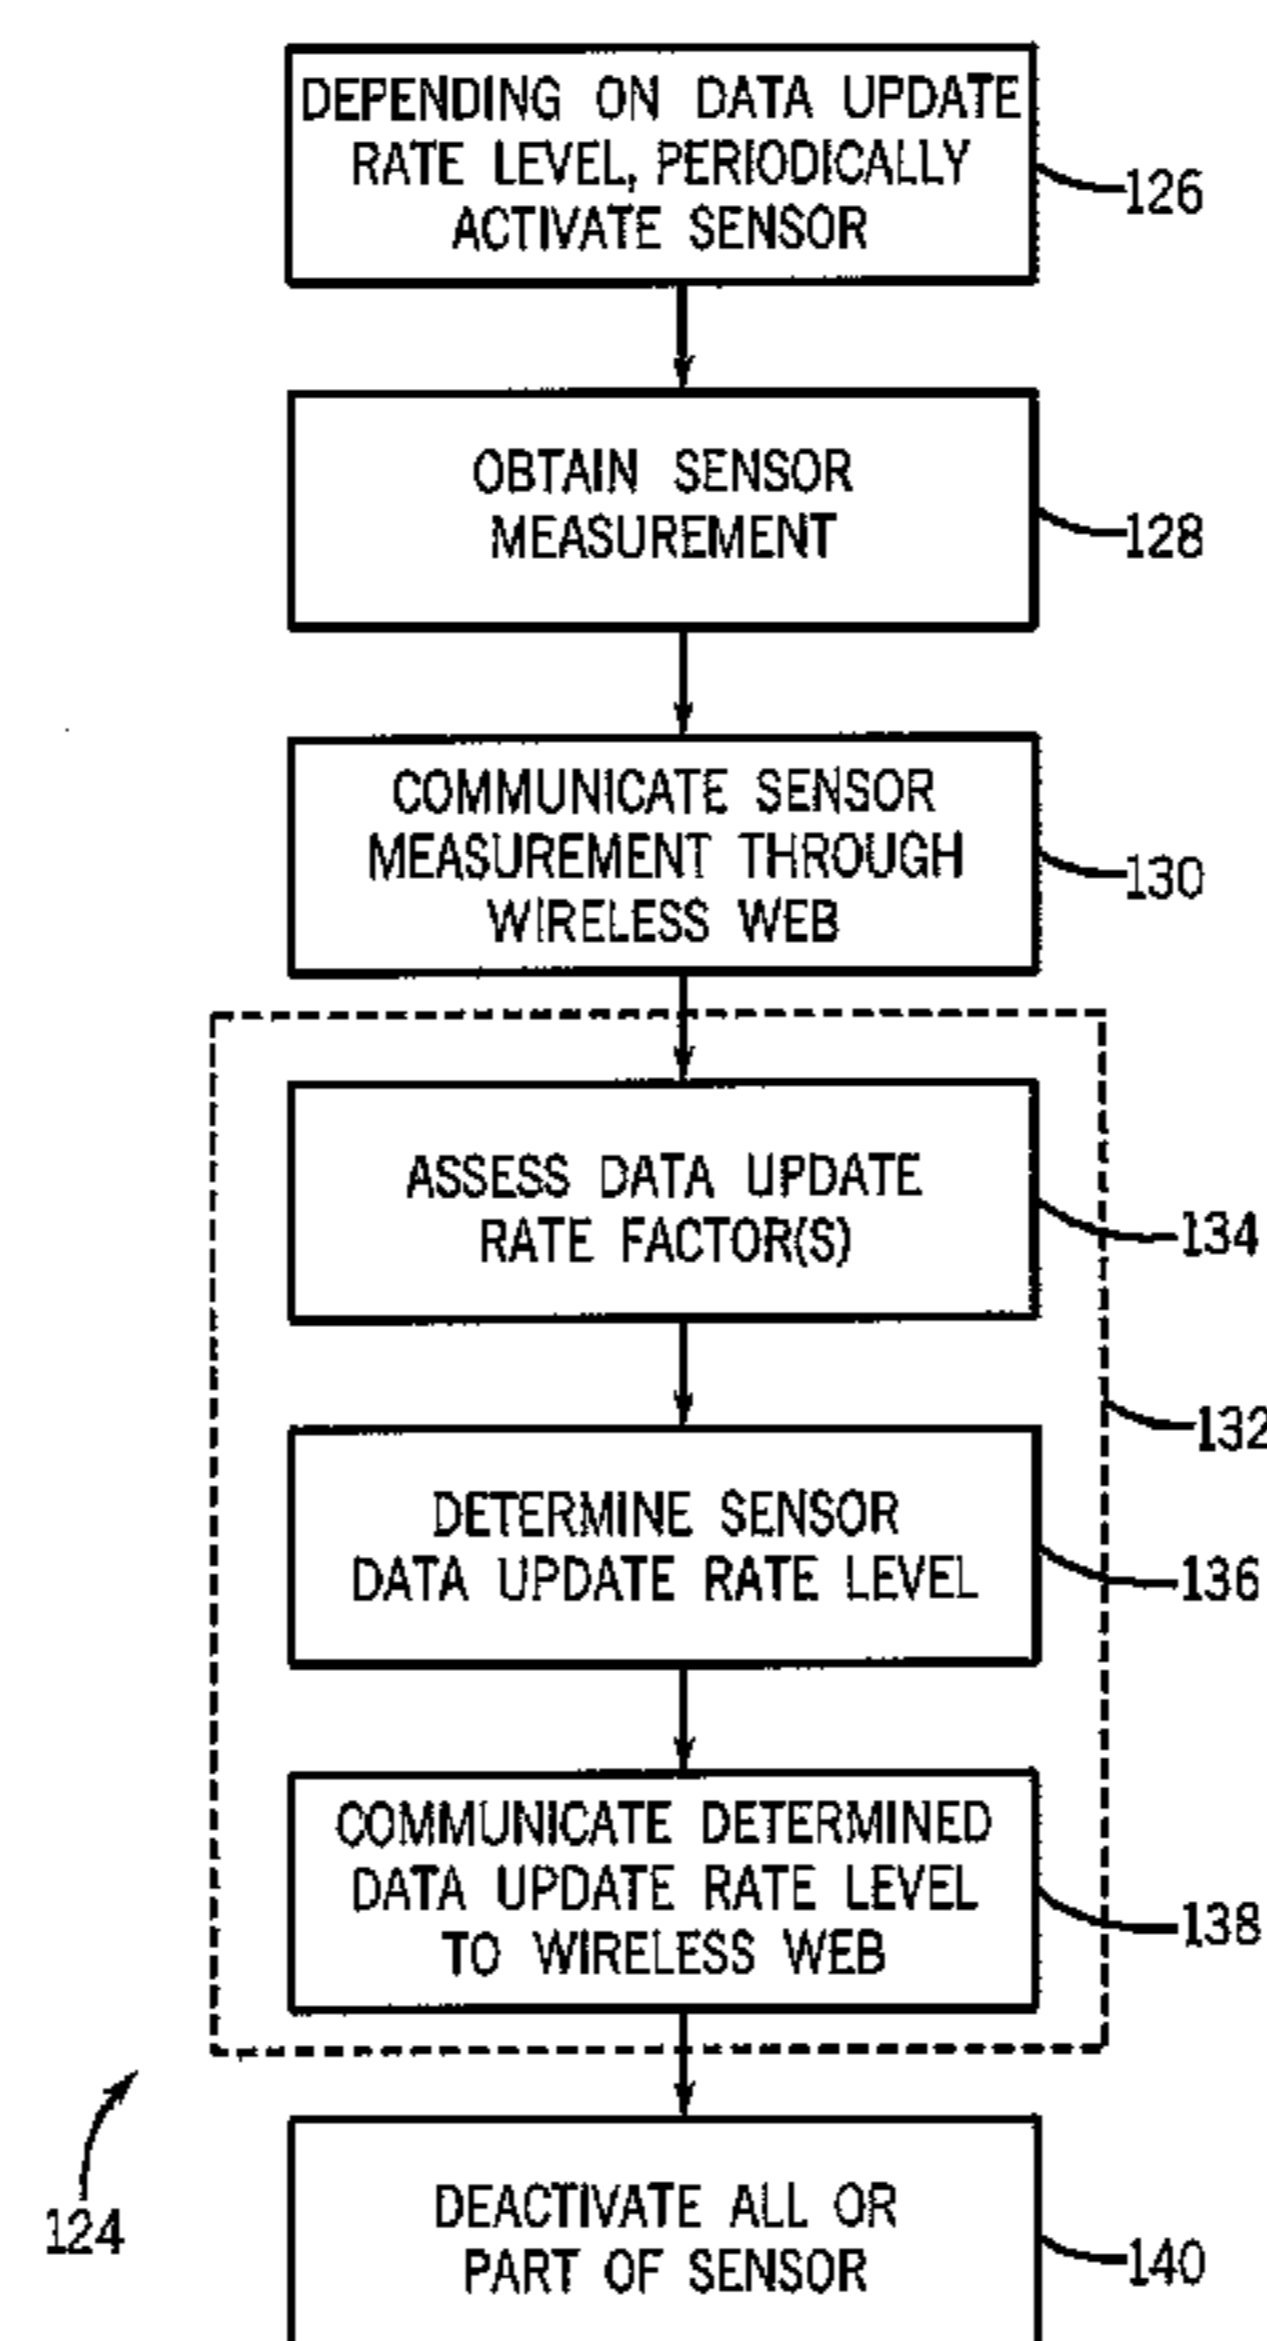 DEPENDING ON DATA UPDATE
RATE LEVEL, PERIODICALLY
ACTIVATE SENSOR
126
OBTAIN SENSOR
MEASUREMENT
128
COMMUNICATE SENSOR
MEASUREMENT THROUGH
WIRELESS WEB
130
ASSESS DATA UPDATE
RATE FACTOR(S)
134
132
DETERMINE SENSOR
DATA UPDATE RATE LEVEL
136
COMMUNICATE DETERMINED
DATA UPDATE RATE LEVEL
TO WIRELESS WEB
138
124
DEACTIVATE ALL OR
PART OF SENSOR
140